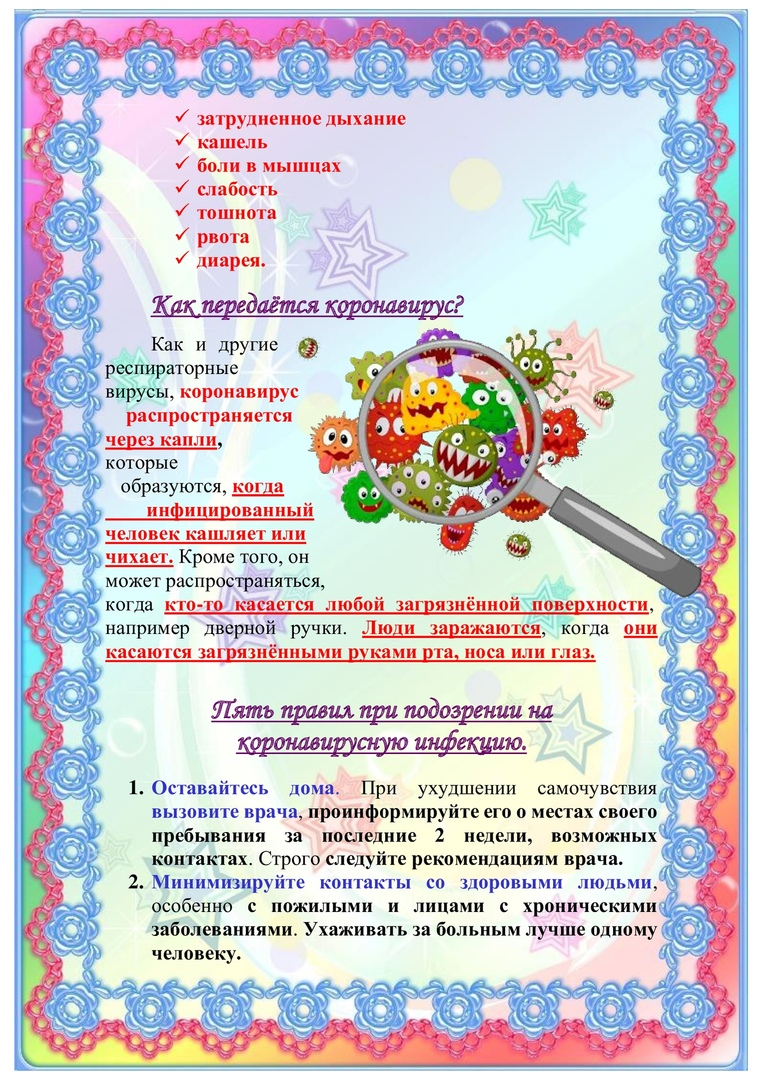 ✓ затрудненное дыхание
✓ кашель
✓ боли в мышцах
✓ слабость
✓ тошнота
✓ рвота
✓ диарея.
Как передаётся коронавирус?
Как и другие
респираторные
вирусы, коронавирус
распространяется
через капли,
которые
образуются, когда
инфицированный
человек кашляет или
чихает. Кроме того, он
может распространяться,
когда кто-то касается любой загрязнённой поверхности,
например дверной ручки. Люди заражаются, когда они
касаются загрязнёнными руками рта, носа или глаз.
Пять правил при подозрении на
коронавирусную инфекцию.
1. Оставайтесь дома. При ухудшении самочувствия
вызовите врача, проинформируйте его о местах своего
пребывания за последние 2 недели, возможных
контактах. Строго следуйте рекомендациям врача.
2. Минимизируйте контакты со здоровыми людьми,
особенно с пожилыми и лицами с хроническими
заболеваниями. Ухаживать за больным лучше одному
человеку.